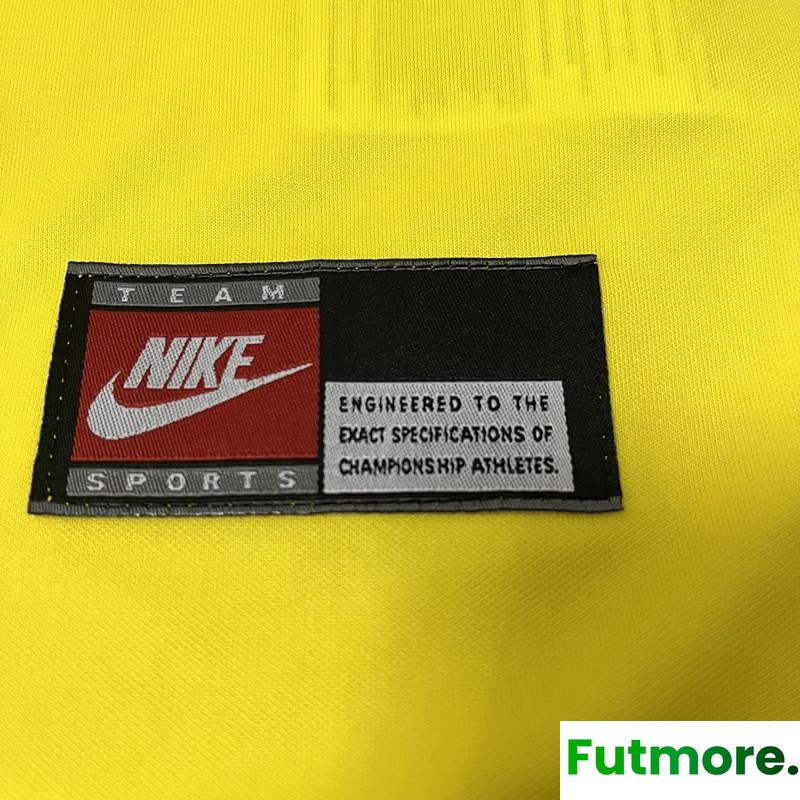 TEAM
NIKE
SPORTS
ENGINEERED TO THE
EXACT SPECIFICATIONS OF
CHAMPIONSHIP ATHLETES.
Futmore.